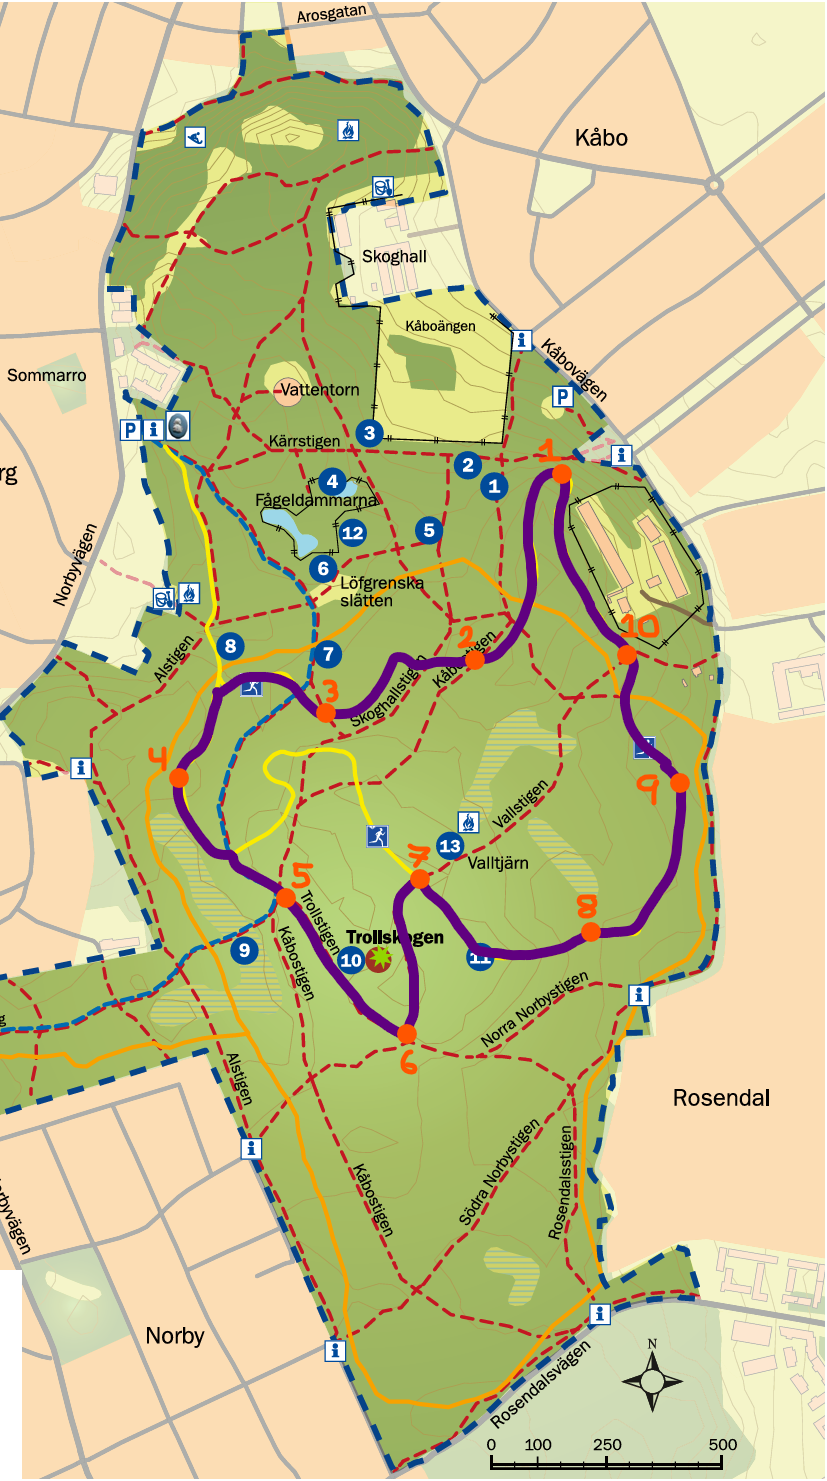 Arosgatan
Kåbo
Skoghall
Kåboängen
i
Kåbovägen
Sommarro
Vattentorn
P
P i
3
Kärrstigen
i
2
1
rg
4
1
Fågeldammarna
12
5
Norbyvägen
6
Löfgrenska
slätten
10
8
7
2
Alstigen
Kåbostigen
3
Skoghallstigen
4
i
9
Vallstigen
13
7
Valltjärn
5
Trollstigen
8
Trollskogen
9
10
11
Kåbostigen
Norra Norbystigen
i
6
Alstigen
Rosendal
i
Södra Norbystigen
Rosendalsstigen
Kåbostigen
Norby
i
i
N
Rosendalsvägen
0 100 250 500